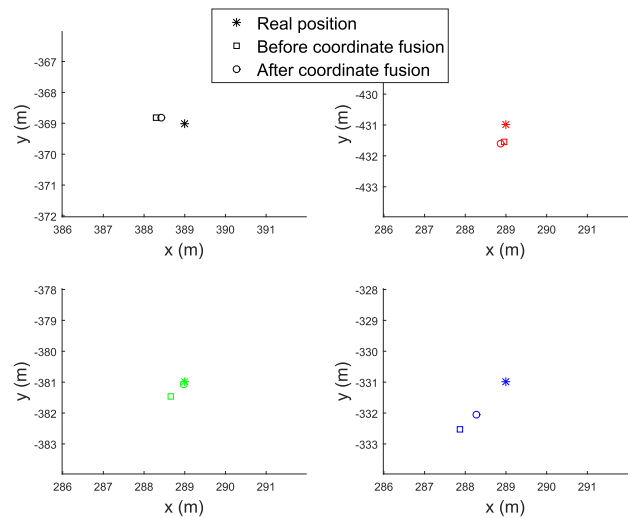 Real position
Before coordinate fusion
After coordinate fusion
-367
-368
-369
-370
-371
-372
y (m)
386 387 388 389 390 391
x (m)
-430
-431
-432
-433
y (m)
286 287 288 289 290 291
x (m)
-378
-379
-380
-381
-382
-383
y (m)
286 287 288 289 290 291
x (m)
-328
-329
-330
-331
-332
-333
y (m)
286 287 288 289 290 291
x (m)